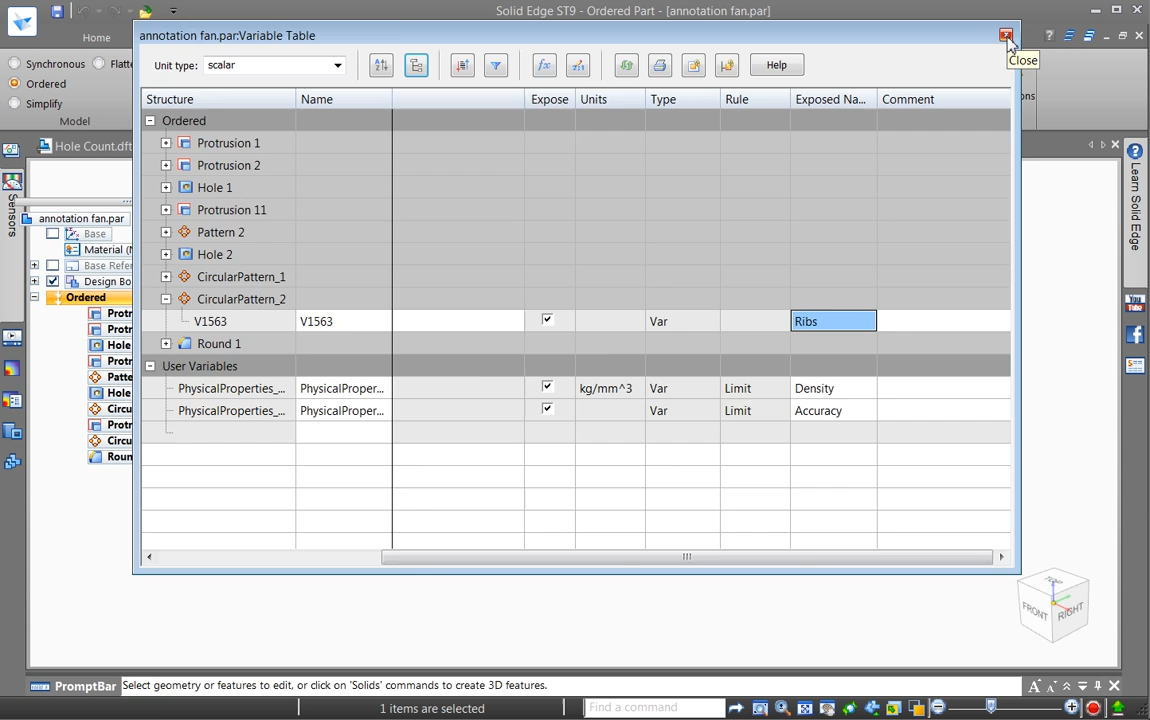 Solid Edge ST9 - Ordered Part - [annotation fan.par]
Home
annotation fan.par:Variable Table
Close
Synchronous
Ordered
Simplify
Model
Unit type: scalar
Help
Structure Name Expose Units Type Rule Exposed Na... Comment
Ordered
Protrusion 1
Protrusion 2
Hole 1
Protrusion 11
Pattern 2
Hole 2
CircularPattern_1
CircularPattern_2
V1563 V1563 Var Ribs
Round 1
User Variables
PhysicalProperties_... PhysicalProper... kg/mm^3 Var Limit Density
PhysicalProperties_... PhysicalProper... Var Limit Accuracy
Hole Count.dft
Sensors
annotation fan.par
Base
Material (N
Base Refer
Design Bo
Ordered
Protr
Protr
Hole
Protr
Patte
Hole
Circu
Protr
Circu
Roun
Learn Solid Edge
You Tube
TOP
FRONT
RIGHT
PromptBar Select geometry or features to edit, or click on 'Solids' commands to create 3D features.
1 items are selected
Find a command